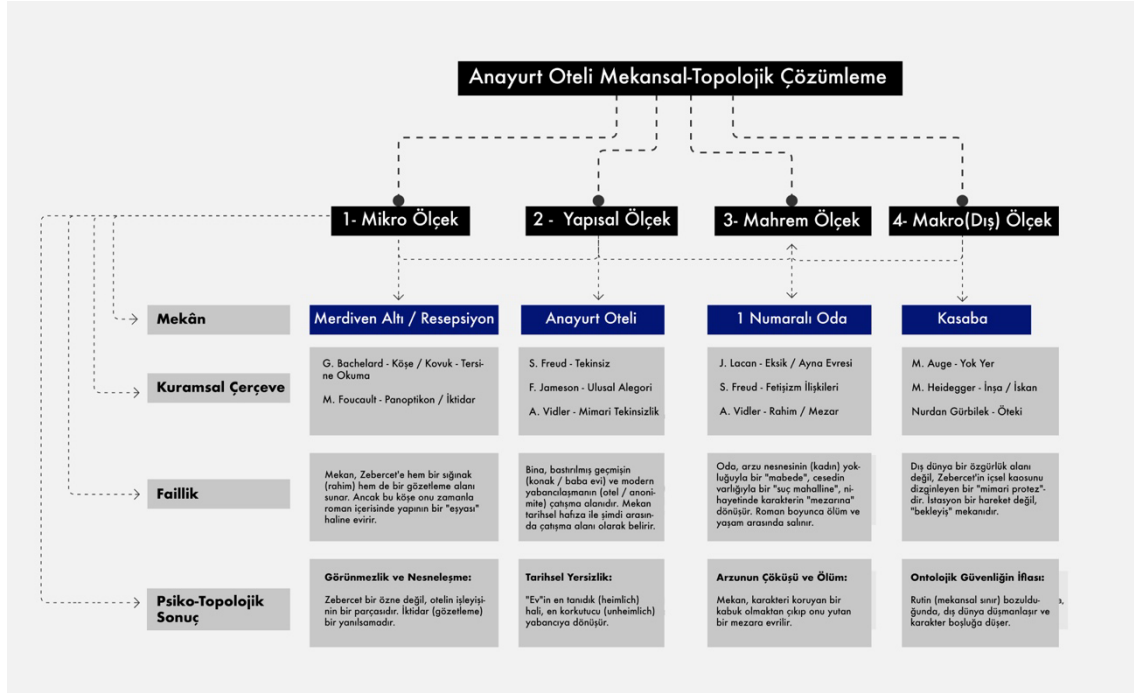 Anayurt Oteli Mekansal-Topolojik Çözümleme
1- Mikro Ölçek
2 - Yapısal Ölçek
3- Mahrem Ölçek
4- Makro(Dış) Ölçek
Mekân
Merdiven Altı / Resepsiyon
Anayurt Oteli
1 Numaralı Oda
Kasaba
Kuramsal Çerçeve
G. Bachelard - Köşe / Kovuk - Tersi-
ne Okuma
M. Foucault - Panoptikon / İktidar
S. Freud - Tekinsiz
F. Jameson - Ulusal Alegori
A. Vidler - Mimari Tekinsizlik
J. Lacan - Eksik / Ayna Evresi
S. Freud - Fetişizm İlişkileri
A. Vidler - Rahim / Mezar
M. Auge - Yok Yer
M. Heidegger - İnşa / İskan
Nurdan Gürbilek - Öteki
Faillik
Mekan, Zebercet'e hem bir sığınak
(rahim) hem de bir gözetleme alanı
sunar. Ancak bu köşe onu zamanla
roman içerisinde yapının bir "eşyası"
haline evirir.
Bina, bastırılmış geçmişin
(konak / baba evi) ve modern
yabancılaşmanın (otel / anoni-
mite) çatışma alanıdır. Mekan
tarihsel hafıza ile şimdi arasın-
da çatışma alanı olarak belirir.
Oda, arzu nesnesinin (kadın) yok-
luğuyla bir "mabede", cesedin
varlığıyla bir "suç mahalline", ni-
hayetinde karakterin "mezarına"
dönüşür. Roman boyunca ölüm ve
yaşam arasında salınır.
Dış dünya bir özgürlük alanı
değil, Zebercet'in içsel kaosunu
dizginleyen bir "mimari protez"-
dir. İstasyon bir hareket değil,
"bekleyiş" mekanıdır.
Psiko-Topolojik
Sonuç
Görünmezlik ve Nesneleşme:
Zebercet bir özne değil, otelin işleyişi-
nin bir parçasıdır. İktidar (gözetleme)
bir yanılsamadır.
Tarihsel Yersizlik:
"Ev"in en tanıdık (heimlich)
hali, en korkutucu (unheimlich)
yabancıya dönüşür.
Arzunun Çöküşü ve Ölüm:
Mekan, karakteri koruyan bir
kabuk olmaktan çıkıp onu yutan
bir mezara evrilir.
Ontolojik Güvenliğin İflası:
Rutin (mekansal sınır) bozuldu-
ğunda, dış dünya düşmanlaşır ve
karakter boşluğa düşer.